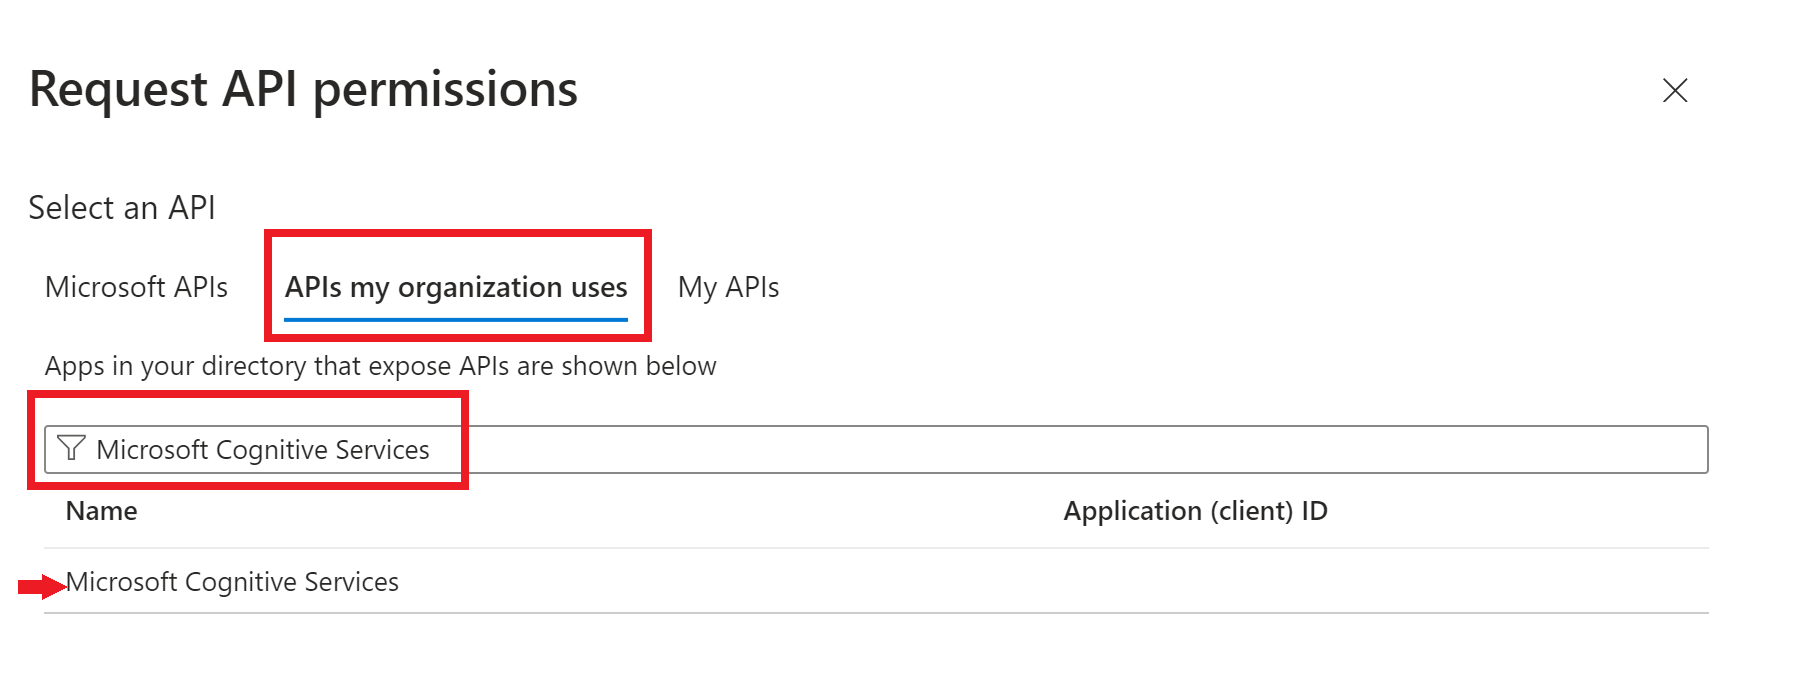 Request API permissions
Select an API
Microsoft APIs
APIs my organization uses
My APIs
Apps in your directory that expose APIs are shown below
Microsoft Cognitive Services
Name
Application (client) ID
Microsoft Cognitive Services